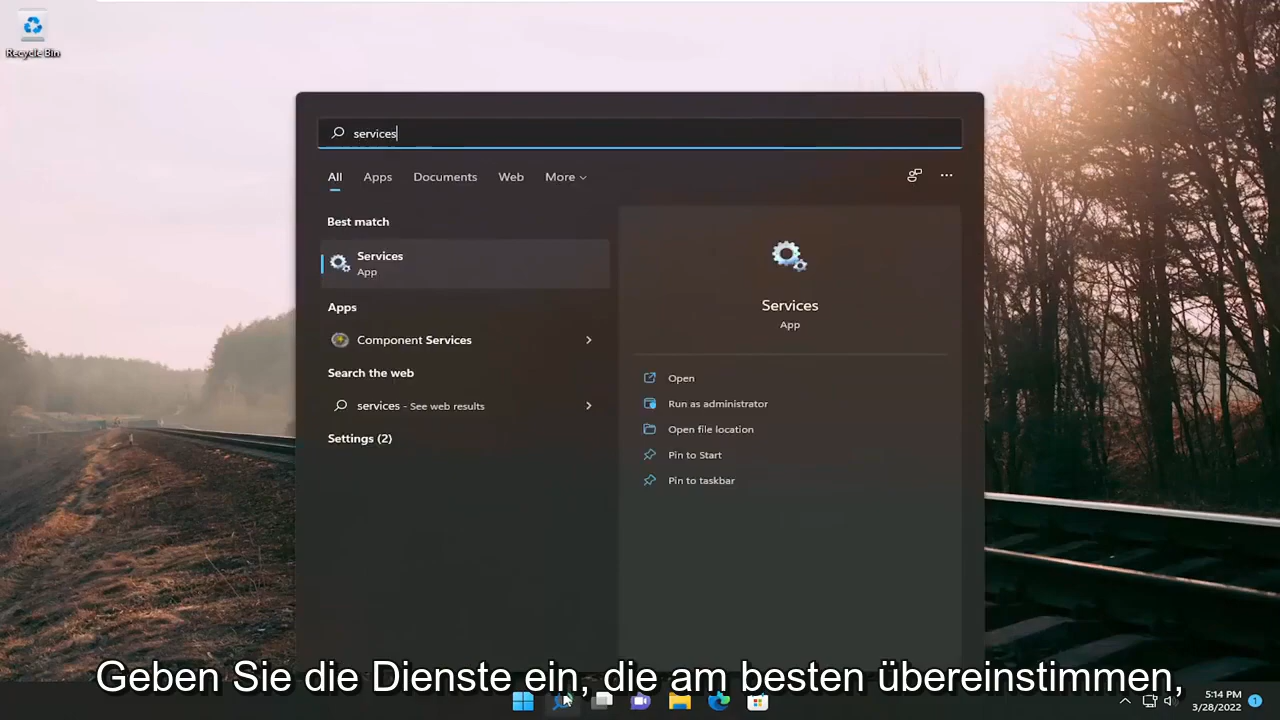 Recycle Bin
services
All Apps Documents Web More
Best match
Services
App
Apps
Component Services
Search the web
services - See web results
Settings (2)
Services
App
Open
Run as administrator
Open file location
Pin to Start
Pin to taskbar
Geben Sie die Dienste ein, die am besten übereinstimmen,
5:14 PM
3/28/2022
1